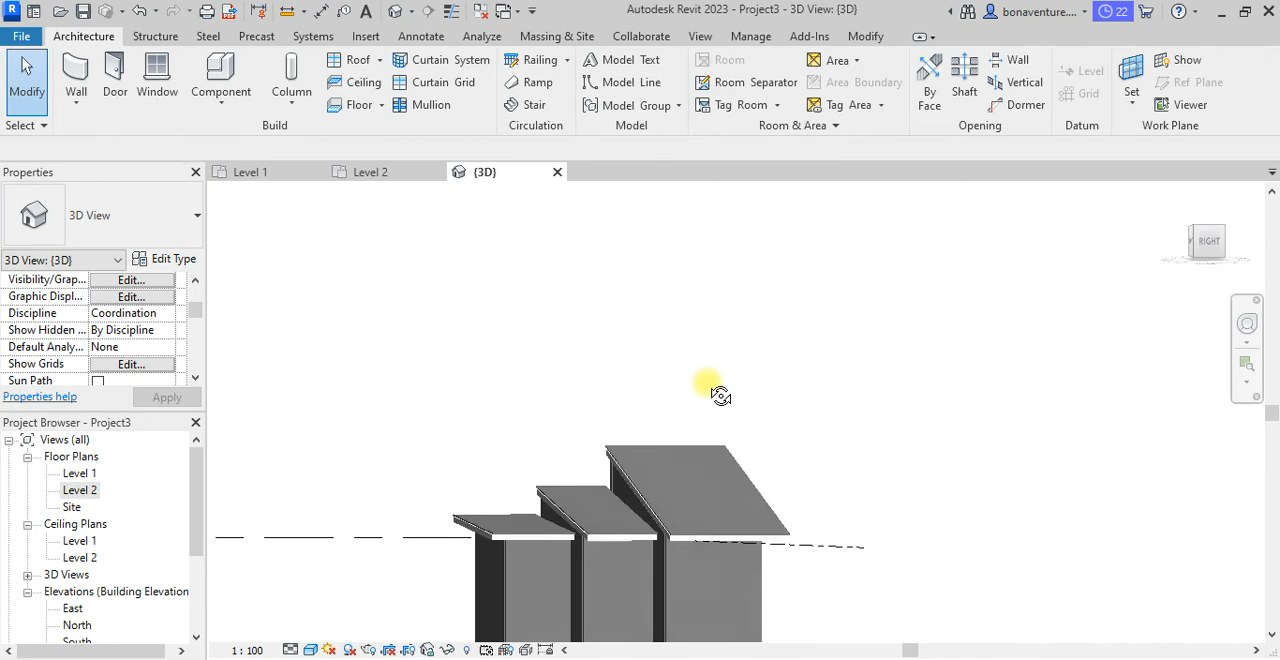 Autodesk Revit 2023 - Project3 - 3D View: {3D}
bonaventure....
22
File
Architecture
Structure
Steel
Precast
Systems
Insert
Annotate
Analyze
Massing & Site
Collaborate
View
Manage
Add-Ins
Modify
Modify
Wall
Door
Window
Component
Column
Roof
Ceiling
Floor
Curtain System
Curtain Grid
Mullion
Railing
Ramp
Stair
Model Text
Model Line
Model Group
Room
Room Separator
Tag Room
Area
Area Boundary
Tag Area
By
Face
Shaft
Wall
Vertical
Dormer
Level
Grid
Set
Show
Ref Plane
Viewer
Select
Build
Circulation
Model
Room & Area
Opening
Datum
Work Plane
Properties
Level 1
Level 2
{3D}
3D View
3D View: {3D}
Edit Type
Visibility/Grap...
Edit...
Graphic Displ...
Edit...
Discipline
Coordination
Show Hidden ...
By Discipline
Default Analy...
None
Show Grids
Edit...
Sun Path
Properties help
Apply
Project Browser - Project3
Views (all)
Floor Plans
Level 1
Level 2
Site
Ceiling Plans
Level 1
Level 2
3D Views
Elevations (Building Elevation
East
North
South
RIGHT
1 : 100